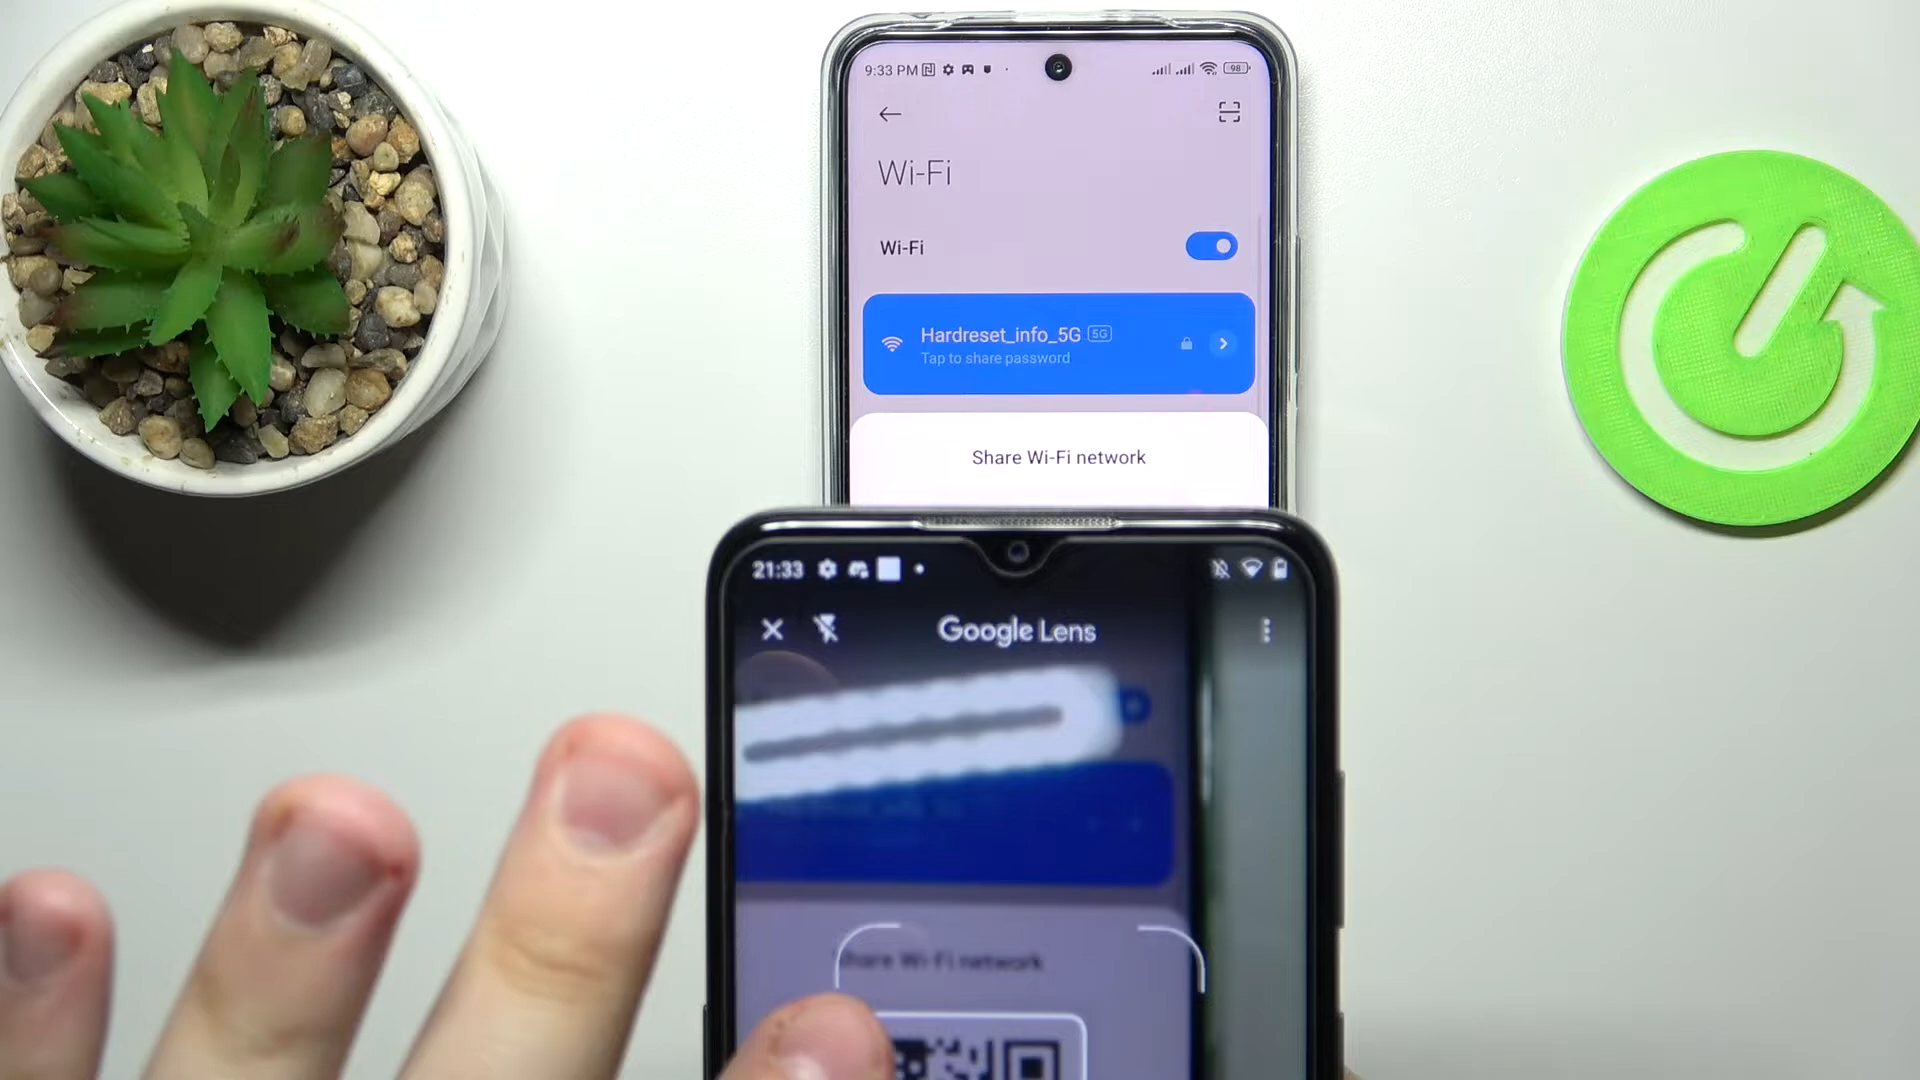 9:33 PM
98
Wi-Fi
Wi-Fi
Hardreset_info_5G 5G
Tap to share password
Share Wi-Fi network
21:33
Google Lens
Share Wi-Fi network